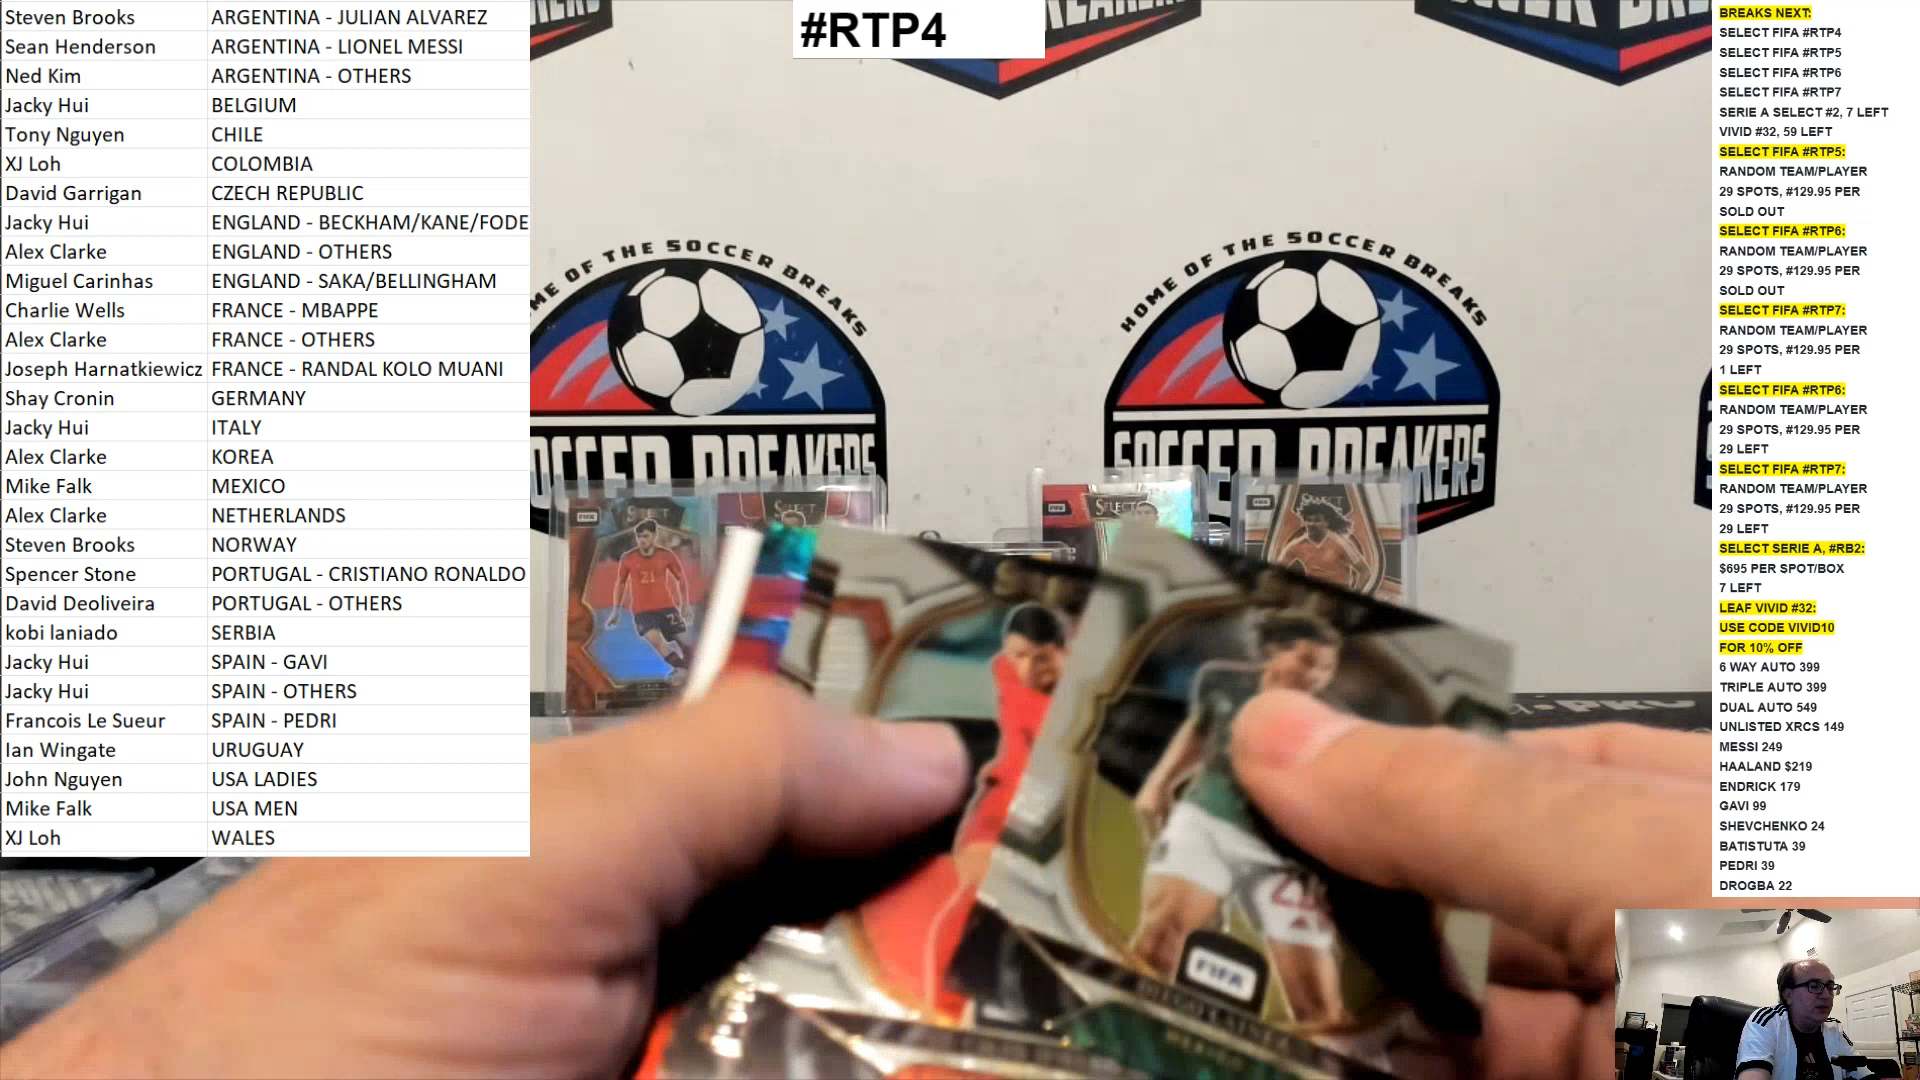 Steven Brooks ARGENTINA - JULIAN ALVAREZ
Sean Henderson ARGENTINA - LIONEL MESSI
Ned Kim ARGENTINA - OTHERS
Jacky Hui BELGIUM
Tony Nguyen CHILE
XJ Loh COLOMBIA
David Garrigan CZECH REPUBLIC
Jacky Hui ENGLAND - BECKHAM/KANE/FODE
Alex Clarke ENGLAND - OTHERS
Miguel Carinhas ENGLAND - SAKA/BELLINGHAM
Charlie Wells FRANCE - MBAPPE
Alex Clarke FRANCE - OTHERS
Joseph Harnatkiewicz FRANCE - RANDAL KOLO MUANI
Shay Cronin GERMANY
Jacky Hui ITALY
Alex Clarke KOREA
Mike Falk MEXICO
Alex Clarke NETHERLANDS
Steven Brooks NORWAY
Spencer Stone PORTUGAL - CRISTIANO RONALDO
David Deoliveira PORTUGAL - OTHERS
kobi laniado SERBIA
Jacky Hui SPAIN - GAVI
Jacky Hui SPAIN - OTHERS
Francois Le Sueur SPAIN - PEDRI
Ian Wingate URUGUAY
John Nguyen USA LADIES
Mike Falk USA MEN
XJ Loh WALES
#RTP4
ME OF THE SOCCER BREAKS
SOCCER BREAKERS
HOME OF THE SOCCER BREAKS
SOCCER BREAKERS
SELECT
21
SELECT
SELECT
FIFA
BREAKS NEXT:
SELECT FIFA #RTP4
SELECT FIFA #RTP5
SELECT FIFA #RTP6
SELECT FIFA #RTP7
SERIE A SELECT #2, 7 LEFT
VIVID #32, 59 LEFT
SELECT FIFA #RTP5:
RANDOM TEAM/PLAYER
29 SPOTS, #129.95 PER
SOLD OUT
SELECT FIFA #RTP6:
RANDOM TEAM/PLAYER
29 SPOTS, #129.95 PER
SOLD OUT
SELECT FIFA #RTP7:
RANDOM TEAM/PLAYER
29 SPOTS, #129.95 PER
1 LEFT
SELECT FIFA #RTP6:
RANDOM TEAM/PLAYER
29 SPOTS, #129.95 PER
29 LEFT
SELECT FIFA #RTP7:
RANDOM TEAM/PLAYER
29 SPOTS, #129.95 PER
29 LEFT
SELECT SERIE A, #RB2:
$695 PER SPOT/BOX
7 LEFT
LEAF VIVID #32:
USE CODE VIVID10
FOR 10% OFF
6 WAY AUTO 399
TRIPLE AUTO 399
DUAL AUTO 549
UNLISTED XRCS 149
MESSI 249
HAALAND $219
ENDRICK 179
GAVI 99
SHEVCHENKO 24
BATISTUTA 39
PEDRI 39
DROGBA 22